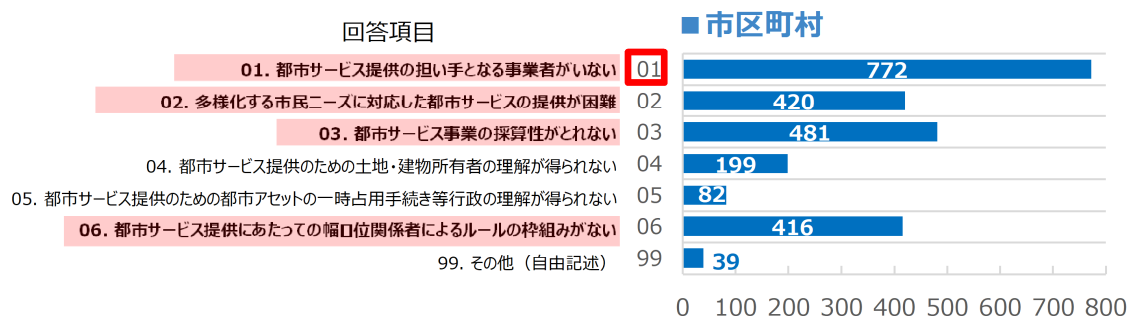 回答項目
■市区町村
01. 都市サービス提供の担い手となる事業者がいない 01 772
02. 多様化する市民ニーズに対応した都市サービスの提供が困難 02 420
03. 都市サービス事業の採算性がとれない 03 481
04. 都市サービス提供のための土地・建物所有者の理解が得られない 04 199
05. 都市サービス提供のための都市アセットの一時占用手続き等行政の理解が得られない 05 82
06. 都市サービス提供にあたっての幅ロ位関係者によるルールの枠組みがない 06 416
99. その他（自由記述） 99 39
0 100 200 300 400 500 600 700 800